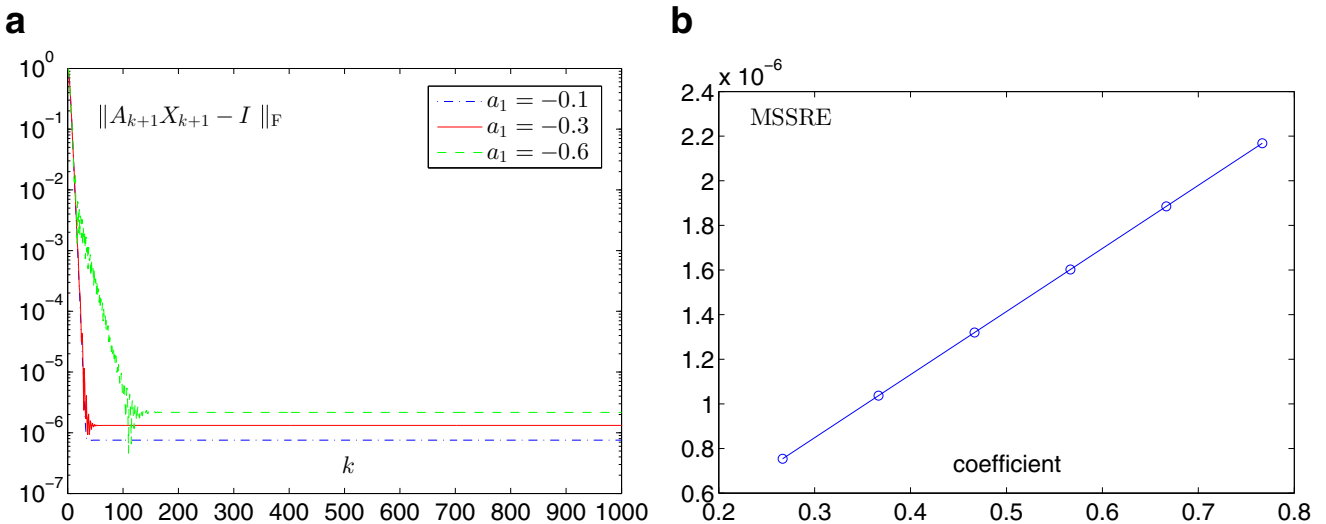 a
10^0
10^-1
10^-2
10^-3
10^-4
10^-5
10^-6
10^-7
0 100 200 300 400 500 600 700 800 900 1000
‖A_{k+1}X_{k+1} − I ‖_F
a_1 = −0.1
a_1 = −0.3
a_1 = −0.6
k
b
x 10^-6
2.4
2.2
2
1.8
1.6
1.4
1.2
1
0.8
0.6
0.2 0.3 0.4 0.5 0.6 0.7 0.8
MSSRE
coefficient